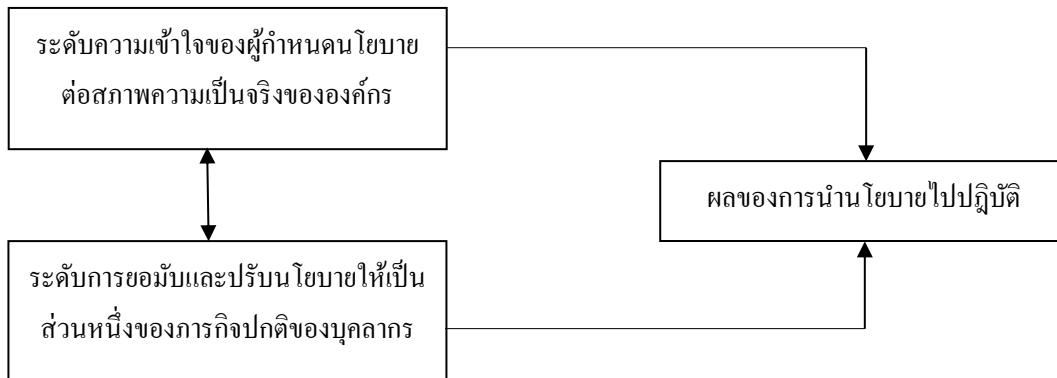 ระดับความเข้าใจของผู้กำหนดนโยบาย
ต่อสภาพความเป็นจริงขององค์กร
ผลของการนำนโยบายไปปฎิบัติ
ระดับการยอมับและปรับนโยบายให้เป็น
ส่วนหนึ่งของภารกิจปกติของบุคลากร